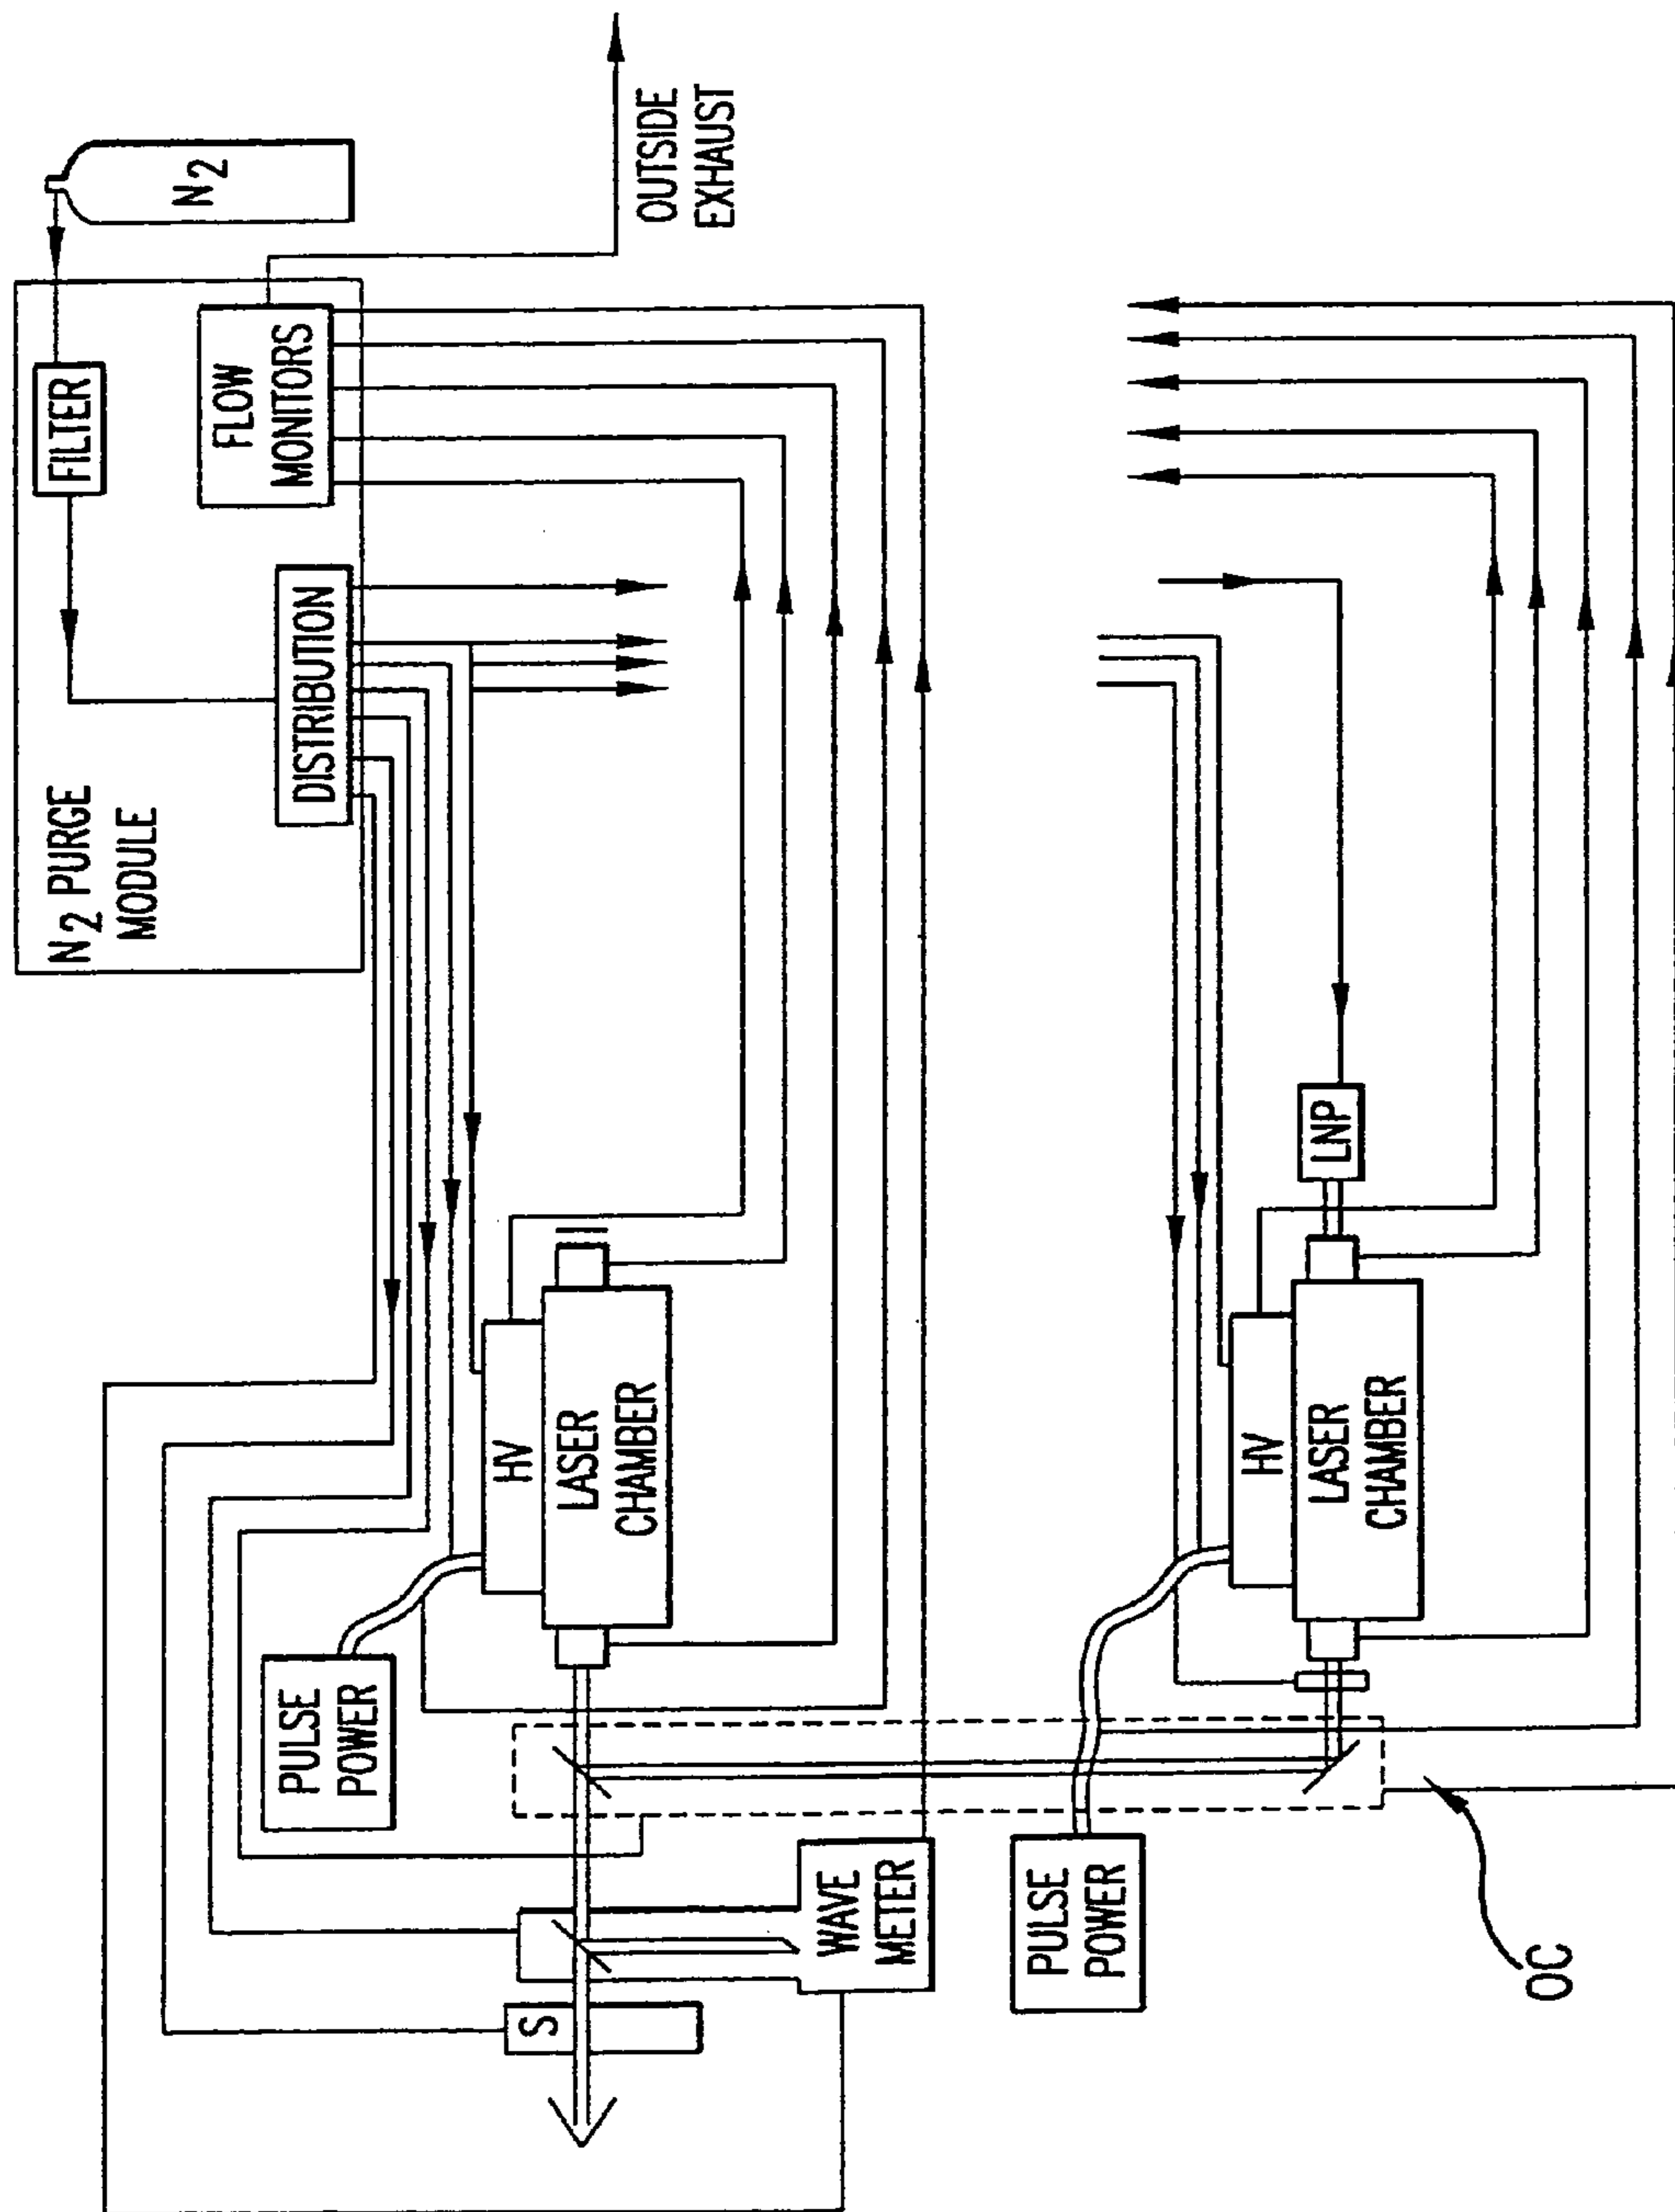 N2 PURGE
MODULE
FILTER
N2
DISTRIBUTION
FLOW
MONITORS
OUTSIDE
EXHAUST
PULSE
POWER
HV
LASER
CHAMBER
S
WAVE
METER
PULSE
POWER
HV
LASER
CHAMBER
LNP
OC